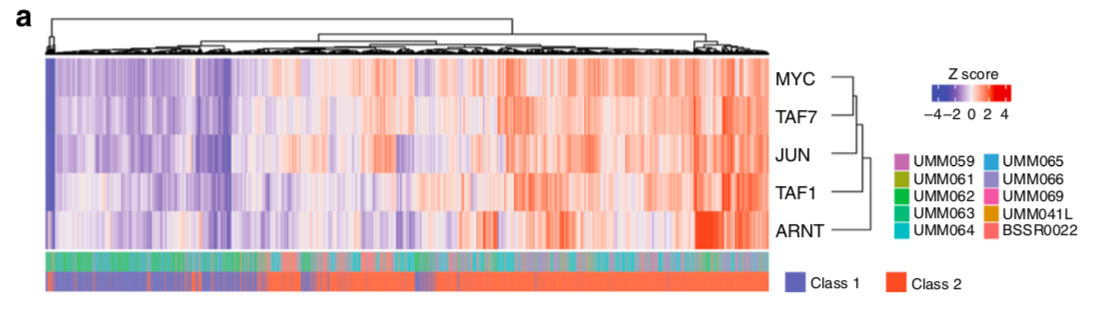 a
MYC
TAF7
JUN
TAF1
ARNT
Z score
−4−2 0 2 4
UMM059 UMM065
UMM061 UMM066
UMM062 UMM069
UMM063 UMM041L
UMM064 BSSR0022
Class 1 Class 2